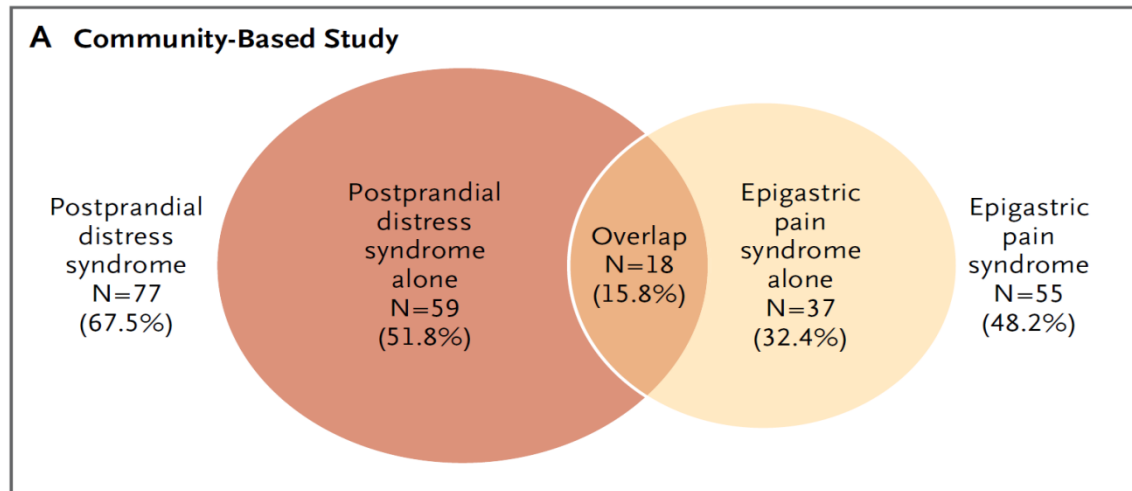 A Community-Based Study
Postprandial
distress
syndrome
N=77
(67.5%)
Postprandial
distress
syndrome
alone
N=59
(51.8%)
Overlap
N=18
(15.8%)
Epigastric
pain
syndrome
alone
N=37
(32.4%)
Epigastric
pain
syndrome
N=55
(48.2%)